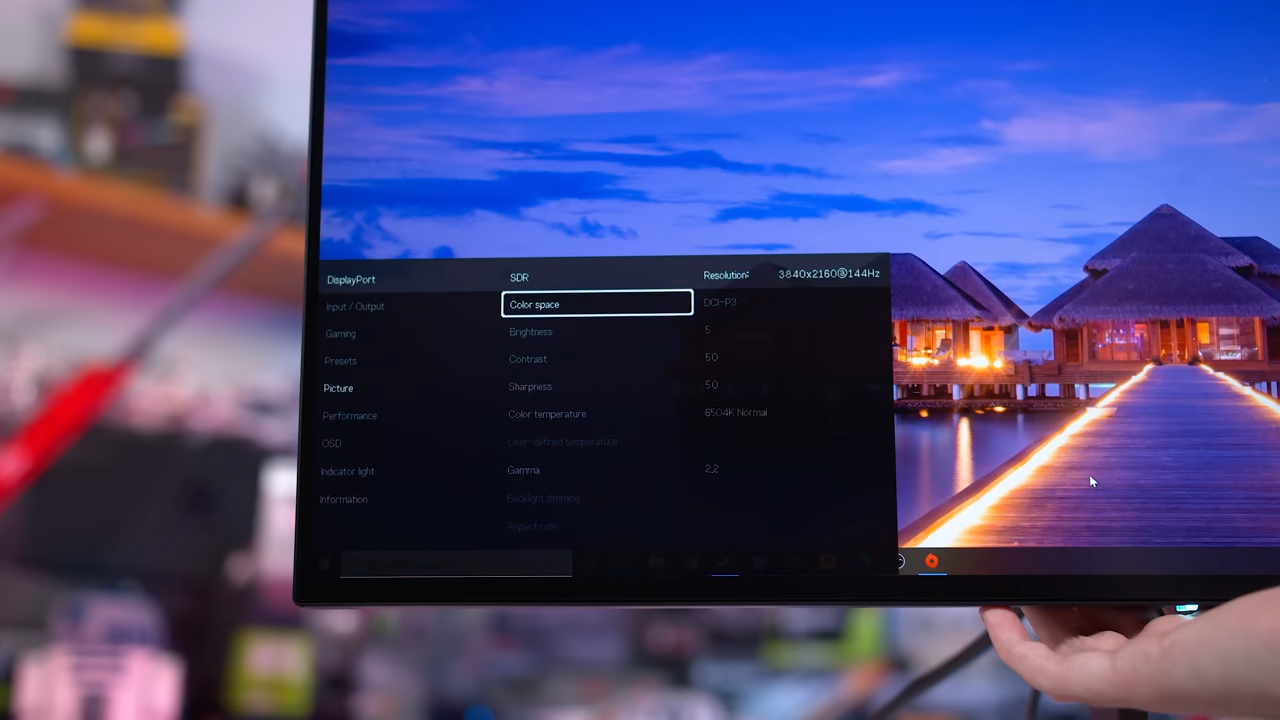 DisplayPort SDR Resolution: 3840x2160@144Hz
Input / Output Color space DCI-P3
Gaming Brightness 5
Presets Contrast 50
Picture Sharpness 50
Performance Color temperature 6504K Normal
OSD User-defined temperature
Indicator light Gamma 2.2
Information Backlight dimming
Aspect ratio